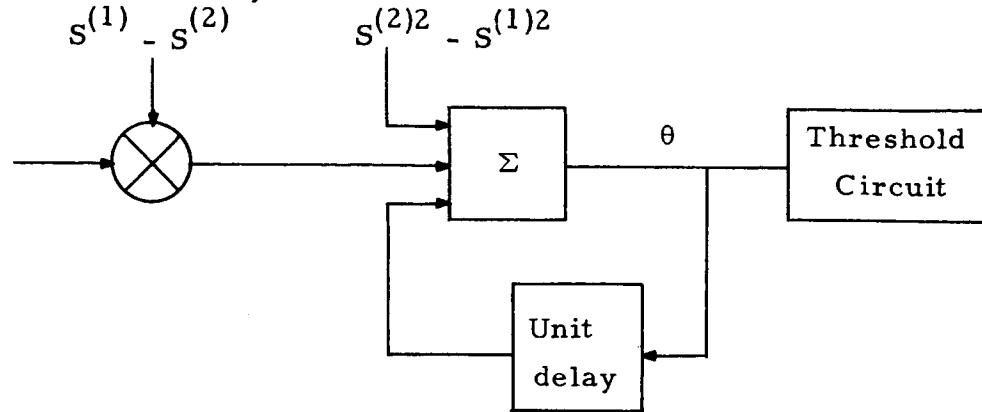 S(1) - S(2)
S(2)2 - S(1)2
Σ
θ
Threshold
Circuit
Unit
delay